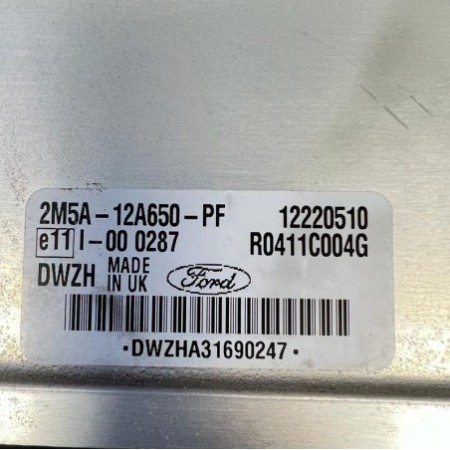 2M5A-12A650-PF 12220510
e11 I-00 0287 R0411C004G
DWZH MADE IN UK Ford
·DWZHA31690247·